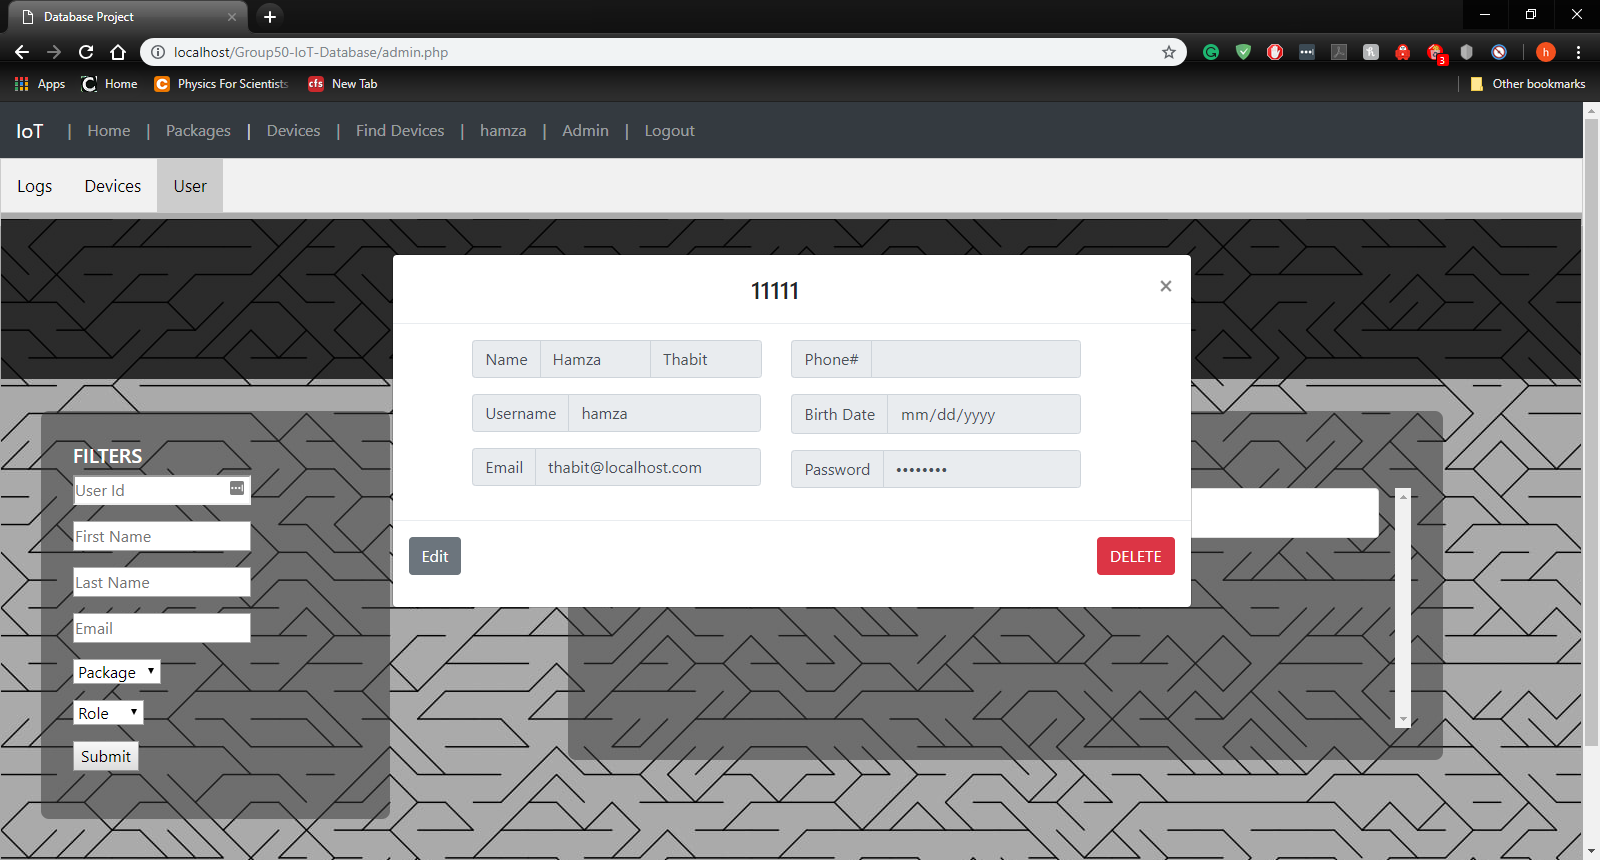 Database Project
localhost/Group50-IoT-Database/admin.php
3
h
Apps
Home
Physics For Scientists
cfs
New Tab
Other bookmarks
IoT | Home | Packages | Devices | Find Devices | hamza | Admin | Logout
Logs Devices User
11111
×
Name Hamza Thabit
Phone#
Username hamza
Birth Date mm/dd/yyyy
Email thabit@localhost.com
Password ••••••••
Edit
DELETE
FILTERS
User Id
First Name
Last Name
Email
Package
Role
Submit